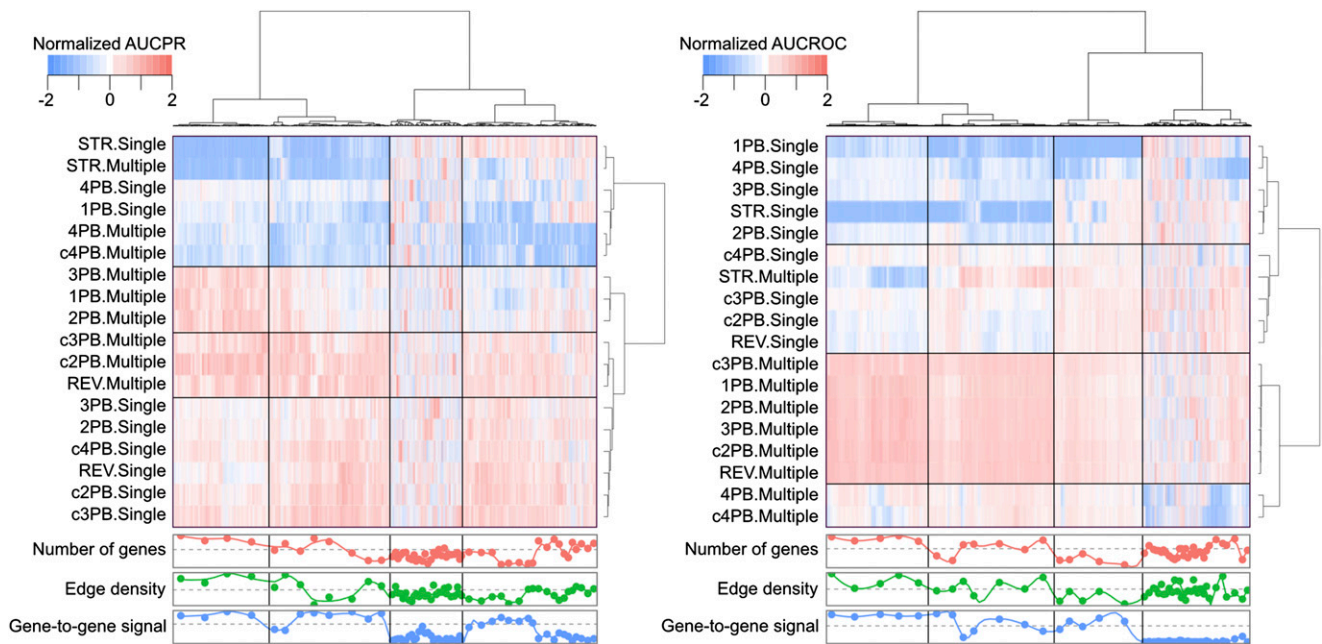 Normalized AUCPR
-2 0 2
STR.Single
STR.Multiple
4PB.Single
1PB.Single
4PB.Multiple
c4PB.Multiple
3PB.Multiple
1PB.Multiple
2PB.Multiple
c3PB.Multiple
c2PB.Multiple
REV.Multiple
3PB.Single
2PB.Single
c4PB.Single
REV.Single
c2PB.Single
c3PB.Single
Number of genes
Edge density
Gene-to-gene signal
Normalized AUCROC
-2 0 2
1PB.Single
4PB.Single
3PB.Single
STR.Single
2PB.Single
c4PB.Single
STR.Multiple
c3PB.Single
c2PB.Single
REV.Single
c3PB.Multiple
1PB.Multiple
2PB.Multiple
3PB.Multiple
c2PB.Multiple
REV.Multiple
4PB.Multiple
c4PB.Multiple
Number of genes
Edge density
Gene-to-gene signal